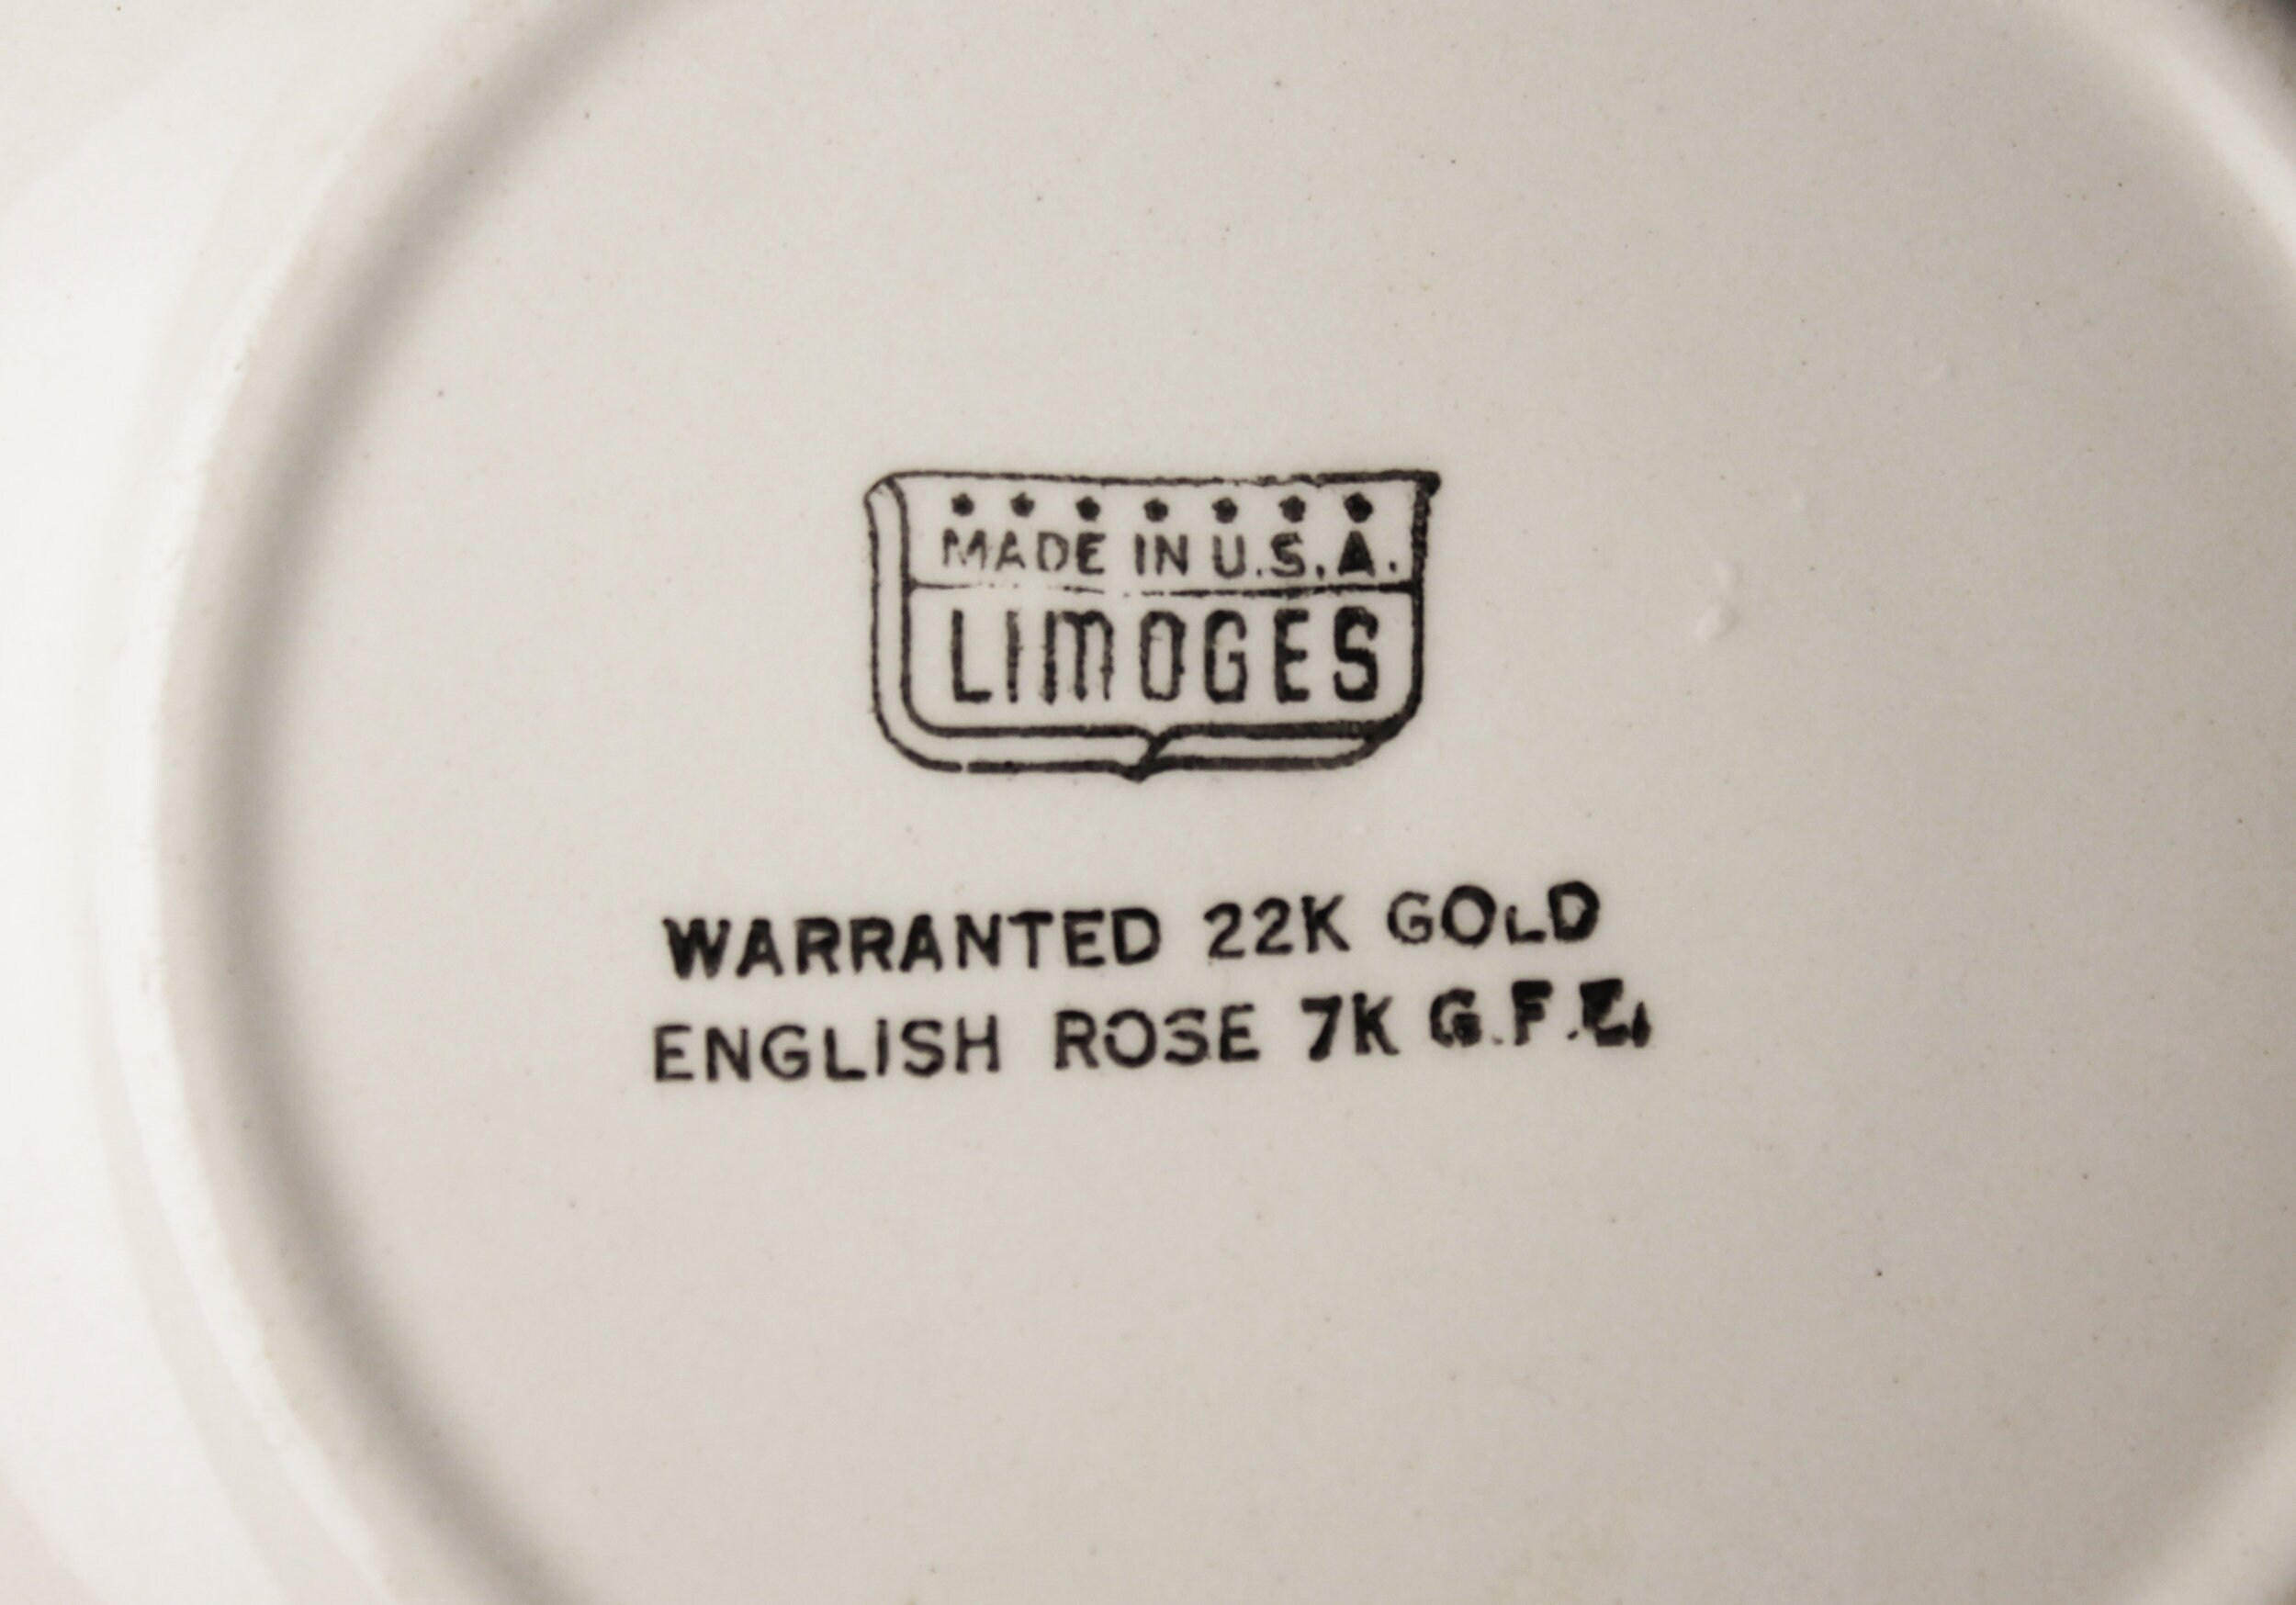 MADE IN U.S.A.
LIMOGES
WARRANTED 22K GOLD
ENGLISH ROSE 7K